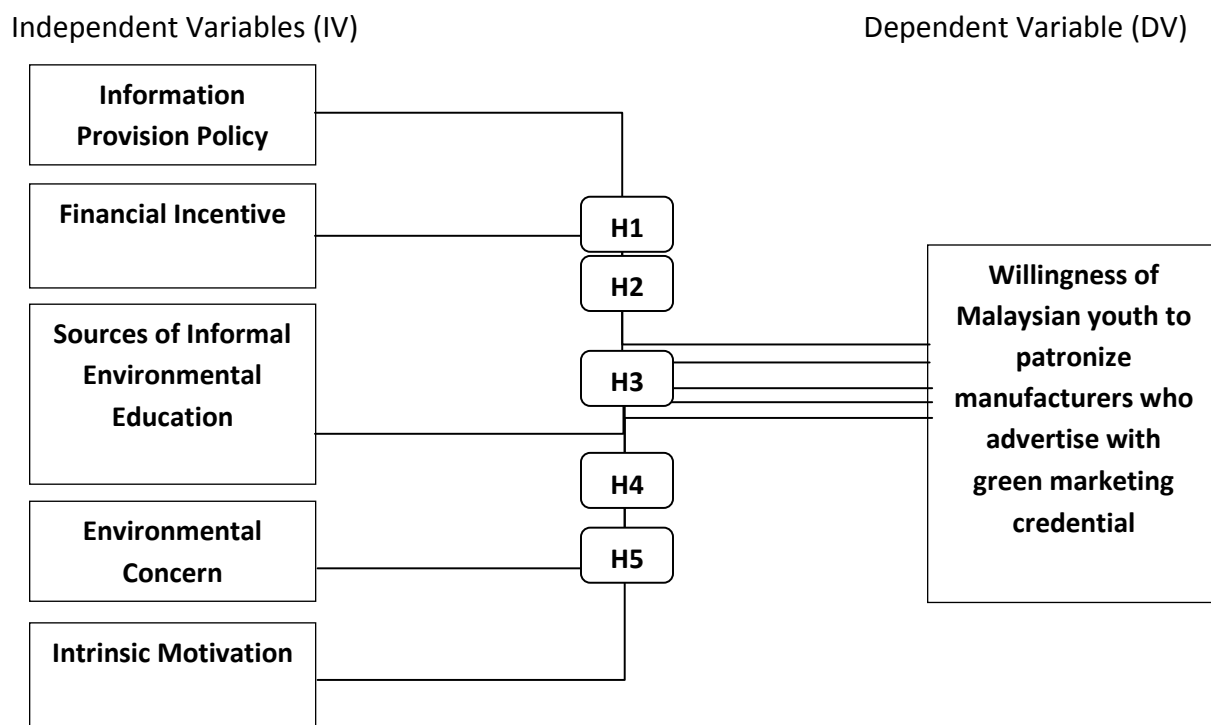 Independent Variables (IV)
Dependent Variable (DV)
Information
Provision Policy
Financial Incentive
Sources of Informal
Environmental
Education
Environmental
Concern
Intrinsic Motivation
H1
H2
H3
H4
H5
Willingness of
Malaysian youth to
patronize
manufacturers who
advertise with
green marketing
credential